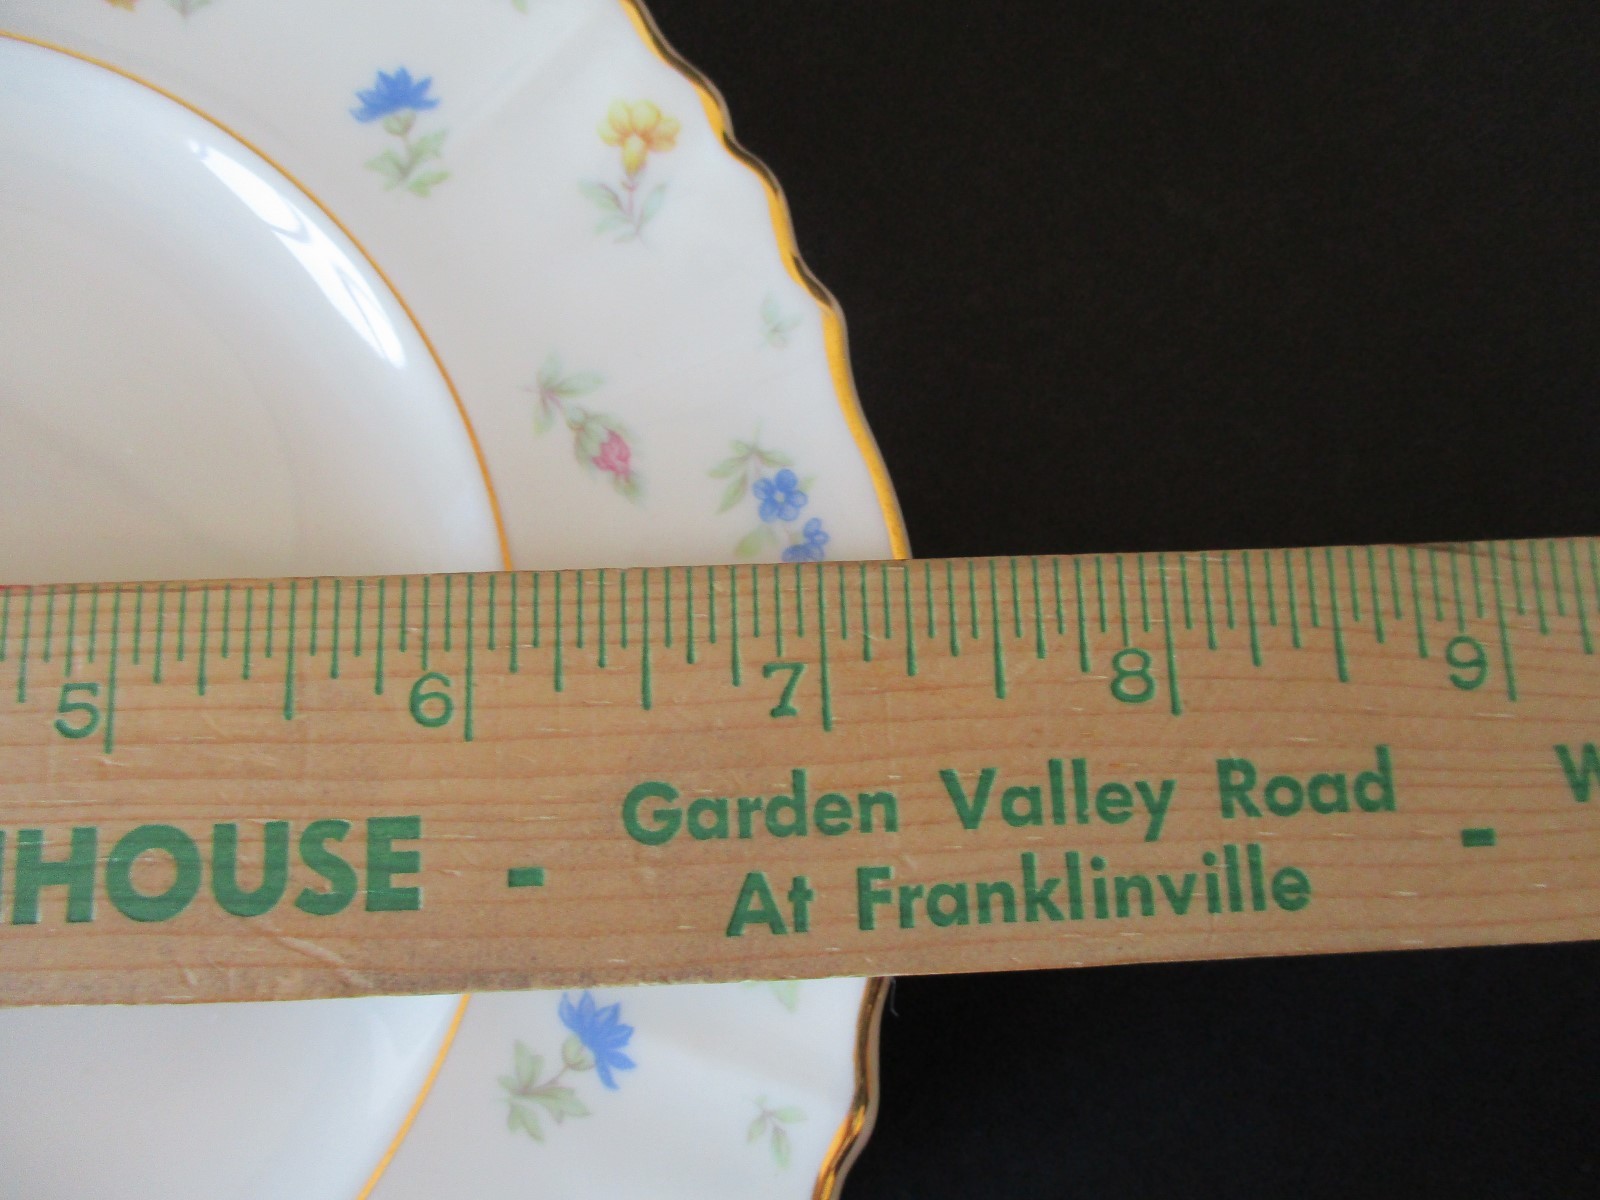 5 6 7 8 9
HOUSE - Garden Valley Road -
At Franklinville